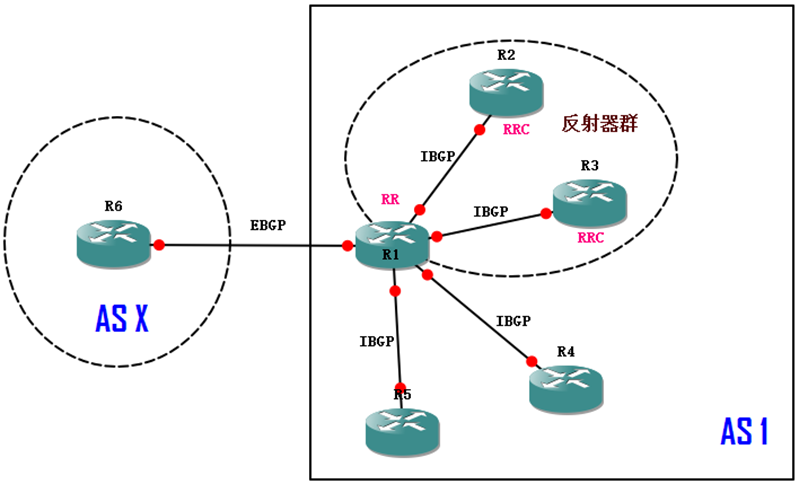 R2
反射器群
RRC
IBGP
R3
R6
RR
IBGP
EBGP
RRC
R1
AS X
IBGP
IBGP
R4
R5
AS 1